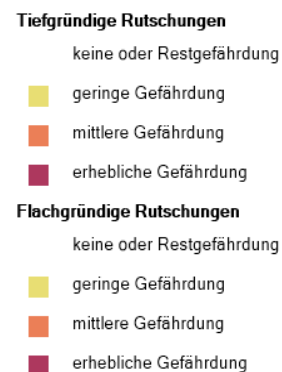 Tiefgründige Rutschungen
keine oder Restgefährdung
geringe Gefährdung
mittlere Gefährdung
erhebliche Gefährdung
Flachgründige Rutschungen
keine oder Restgefährdung
geringe Gefährdung
mittlere Gefährdung
erhebliche Gefährdung